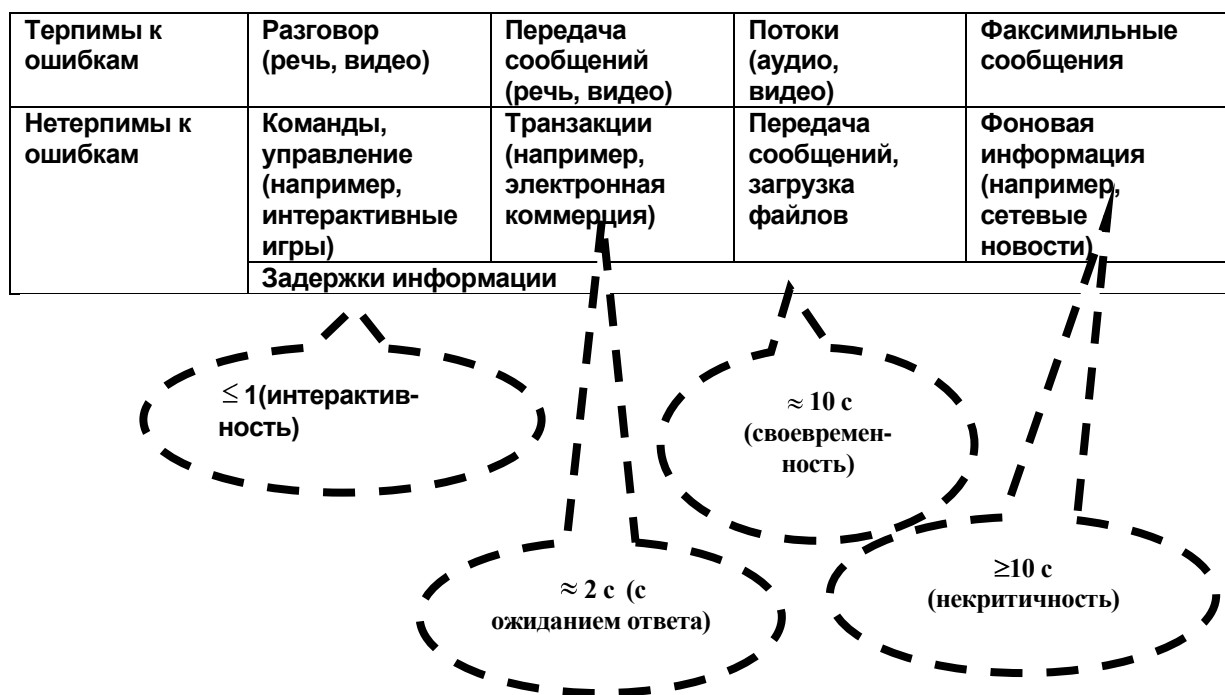 Терпимы к
ошибкам
Разговор
(речь, видео)
Передача
сообщений
(речь, видео)
Потоки
(аудио,
видео)
Факсимильные
сообщения
Нетерпимы к
ошибкам
Команды,
управление
(например,
интерактивные
игры)
Транзакции
(например,
электронная
коммерция)
Передача
сообщений,
загрузка
файлов
Фоновая
информация
(например,
сетевые
новости)
Задержки информации
≤ 1(интерактив-
ность)
≈ 10 с
(своевремен-
ность)
≈ 2 с (с
ожиданием ответа)
≥10 с
(некритичность)